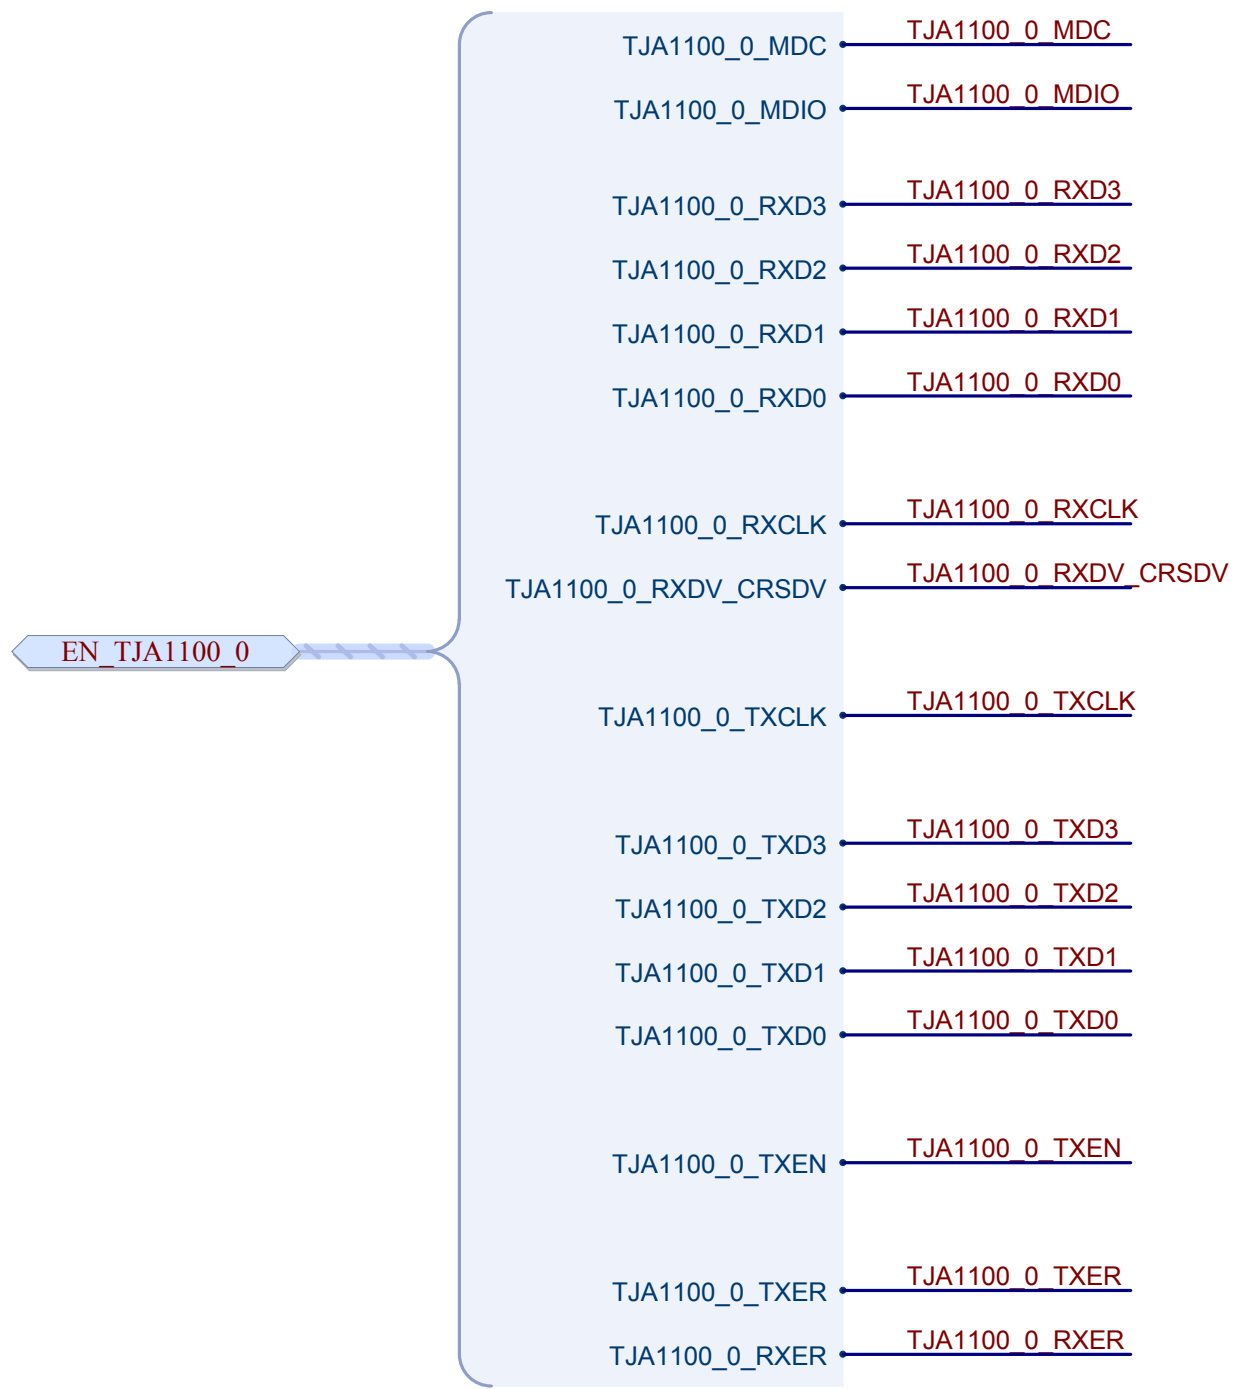 TJA1100_0_MDC TJA1100_0_MDC
TJA1100_0_MDIO TJA1100_0_MDIO
TJA1100_0_RXD3 TJA1100_0_RXD3
TJA1100_0_RXD2 TJA1100_0_RXD2
TJA1100_0_RXD1 TJA1100_0_RXD1
TJA1100_0_RXD0 TJA1100_0_RXD0
TJA1100_0_RXCLK TJA1100_0_RXCLK
TJA1100_0_RXDV_CRSDV TJA1100_0_RXDV_CRSDV
EN_TJA1100_0
TJA1100_0_TXCLK TJA1100_0_TXCLK
TJA1100_0_TXD3 TJA1100_0_TXD3
TJA1100_0_TXD2 TJA1100_0_TXD2
TJA1100_0_TXD1 TJA1100_0_TXD1
TJA1100_0_TXD0 TJA1100_0_TXD0
TJA1100_0_TXEN TJA1100_0_TXEN
TJA1100_0_TXER TJA1100_0_TXER
TJA1100_0_RXER TJA1100_0_RXER